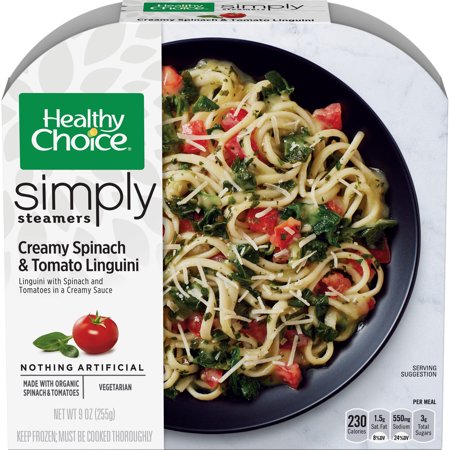 Healthy
Choice
Creamy Spinach & Tomato Linguini
Healthy
Choice®
simply
steamers
Creamy Spinach
& Tomato Linguini
Linguini with Spinach and
Tomatoes in a Creamy Sauce
NOTHING ARTIFICIAL
MADE WITH ORGANIC
SPINACH & TOMATOES
VEGETARIAN
NET WT 9 OZ (255g)
KEEP FROZEN; MUST BE COOKED THOROUGHLY
SERVING
SUGGESTION
PER MEAL
230
Calories
1.5g
Sat Fat
8% DV
550mg
Sodium
24% DV
3g
Total
Sugars